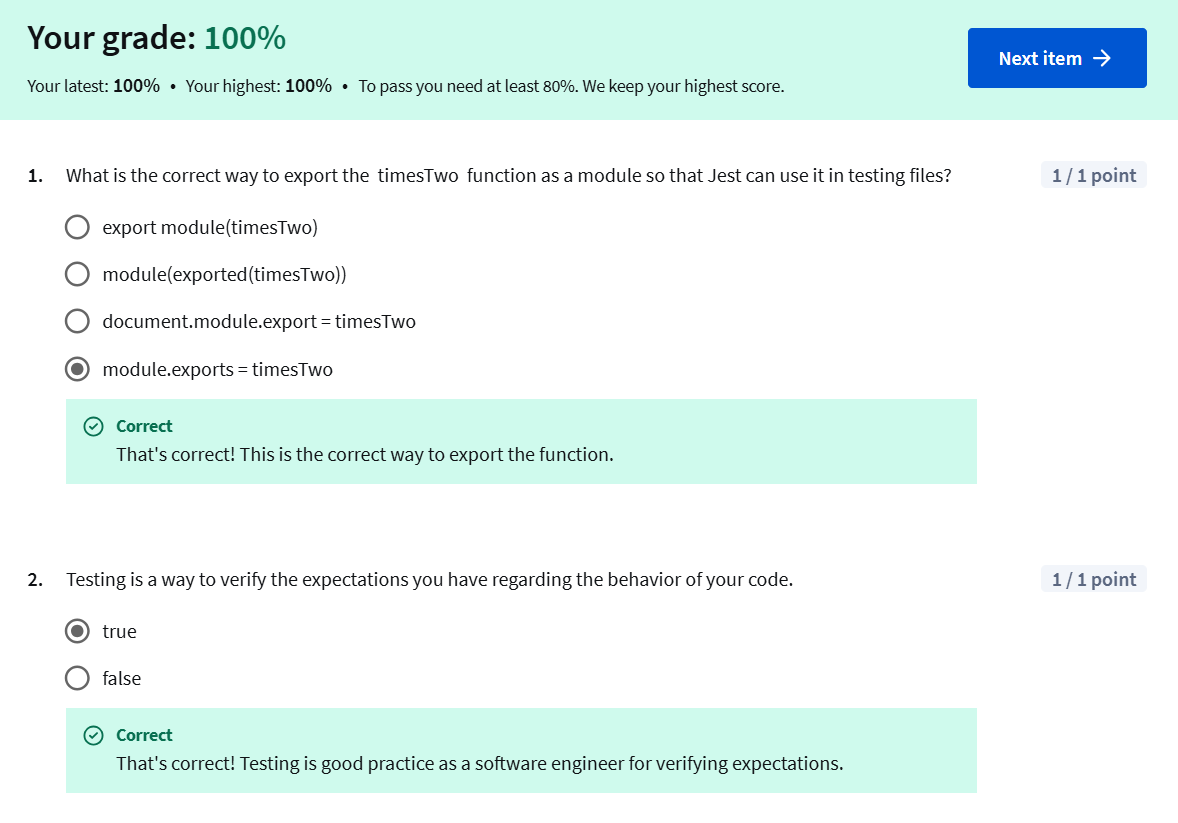 Your grade: 100%
Your latest: 100% • Your highest: 100% • To pass you need at least 80%. We keep your highest score.
Next item →
1. What is the correct way to export the timesTwo function as a module so that Jest can use it in testing files?
1 / 1 point
export module(timesTwo)
module(exported(timesTwo))
document.module.export = timesTwo
module.exports = timesTwo
Correct
That's correct! This is the correct way to export the function.
2. Testing is a way to verify the expectations you have regarding the behavior of your code.
1 / 1 point
true
false
Correct
That's correct! Testing is good practice as a software engineer for verifying expectations.